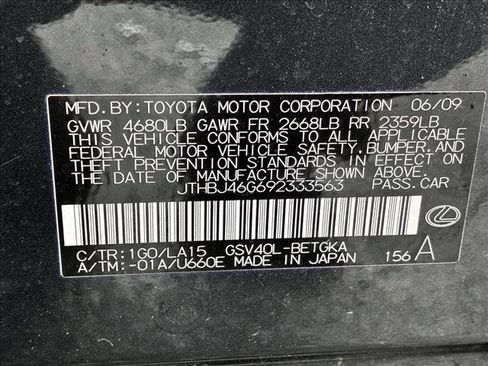 MFD.BY:TOYOTA MOTOR CORPORATION 06/09
GVWR 4680LB GAWR FR 2668LB RR 2359LB
THIS VEHICLE CONFORMS TO ALL APPLICABLE
FEDERAL MOTOR VEHICLE SAFETY,BUMPER,AND
THEFT PREVENTION STANDARDS IN EFFECT ON
THE DATE OF MANUFACTURE SHOWN ABOVE.
JTHBJ46G692333563 PASS.CAR
C/TR:1G0/LA15 GSV40L-BETGKA
A/TM:-01A/U660E MADE IN JAPAN 156 A